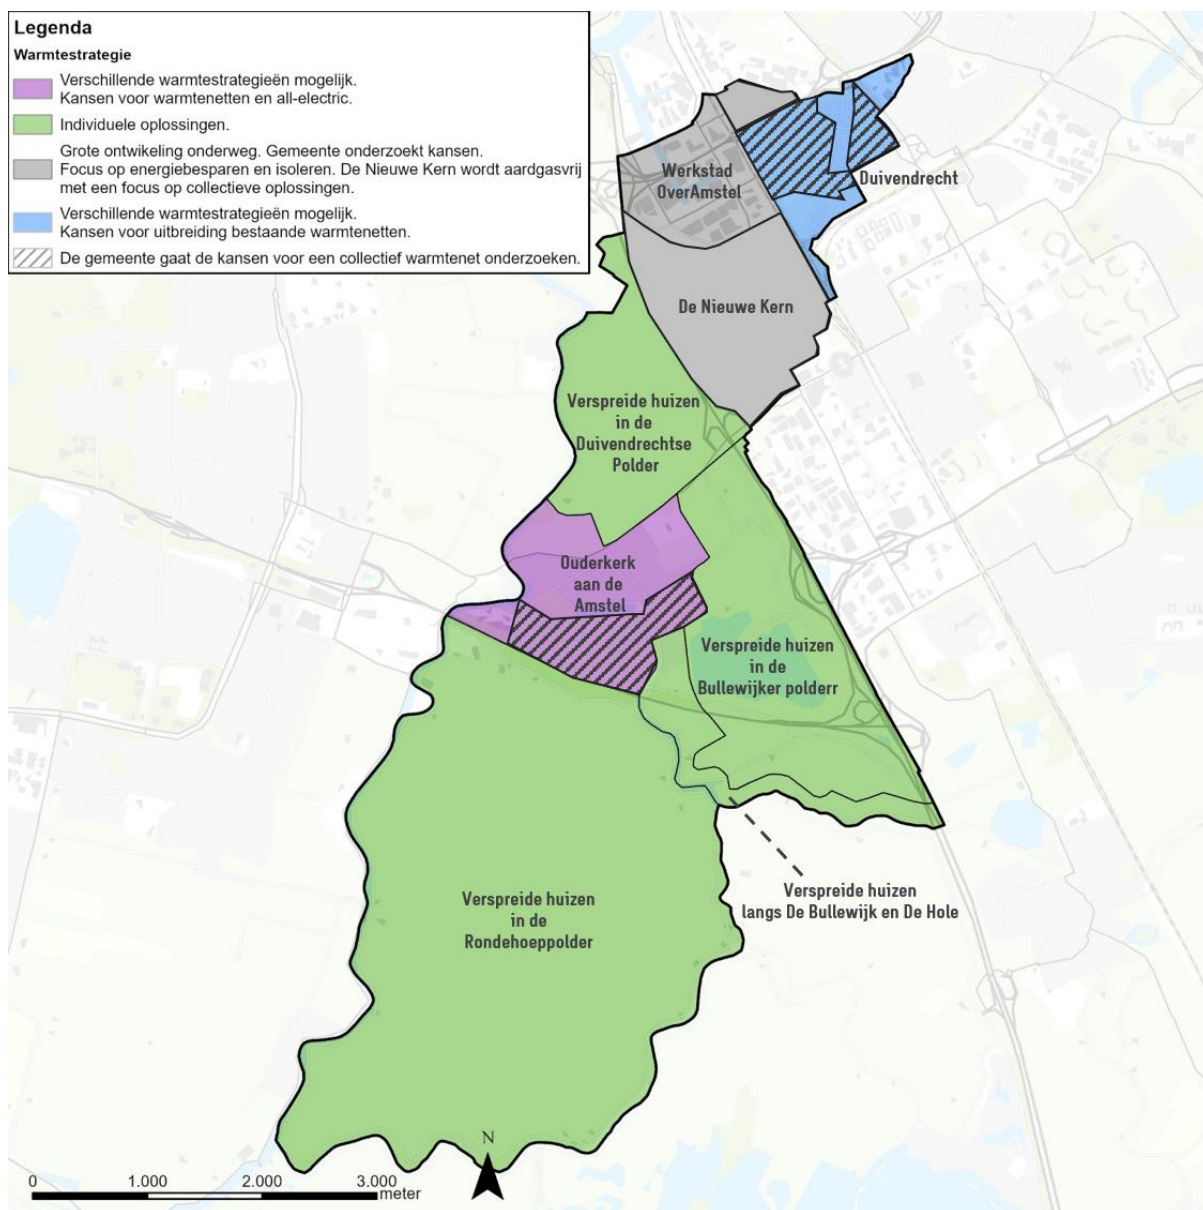 Legenda
Warmtestrategie
Verschillende warmtestrategieën mogelijk.
Kansen voor warmtenetten en all-electric.
Individuele oplossingen.
Grote ontwikeling onderweg. Gemeente onderzoekt kansen.
Focus op energiebesparen en isoleren. De Nieuwe Kern wordt aardgasvrij
met een focus op collectieve oplossingen.
Verschillende warmtestrategieën mogelijk.
Kansen voor uitbreiding bestaande warmtenetten.
De gemeente gaat de kansen voor een collectief warmtenet onderzoeken.
Werkstad
OverAmstel
Duivendrecht
De Nieuwe Kern
Verspreide huizen
in de
Duivendrechtse
Polder
Ouderkerk
aan de
Amstel
Verspreide huizen
in de
Bullewijker polderr
Verspreide huizen
langs De Bullewijk en De Hole
Verspreide huizen
in de
Rondehoeppolder
N
0 1.000 2.000 3.000
meter